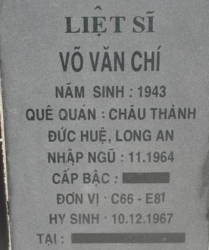 LIỆT SĨ
VÕ VĂN CHÍ
NĂM SINH : 1943
QUÊ QUÁN : CHÂU THÀNH
ĐỨC HUỆ, LONG AN
NHẬP NGŨ : 11.1964
CẤP BẬC :
ĐƠN VỊ : C66 - E81
HY SINH : 10.12.1967
TẠI :